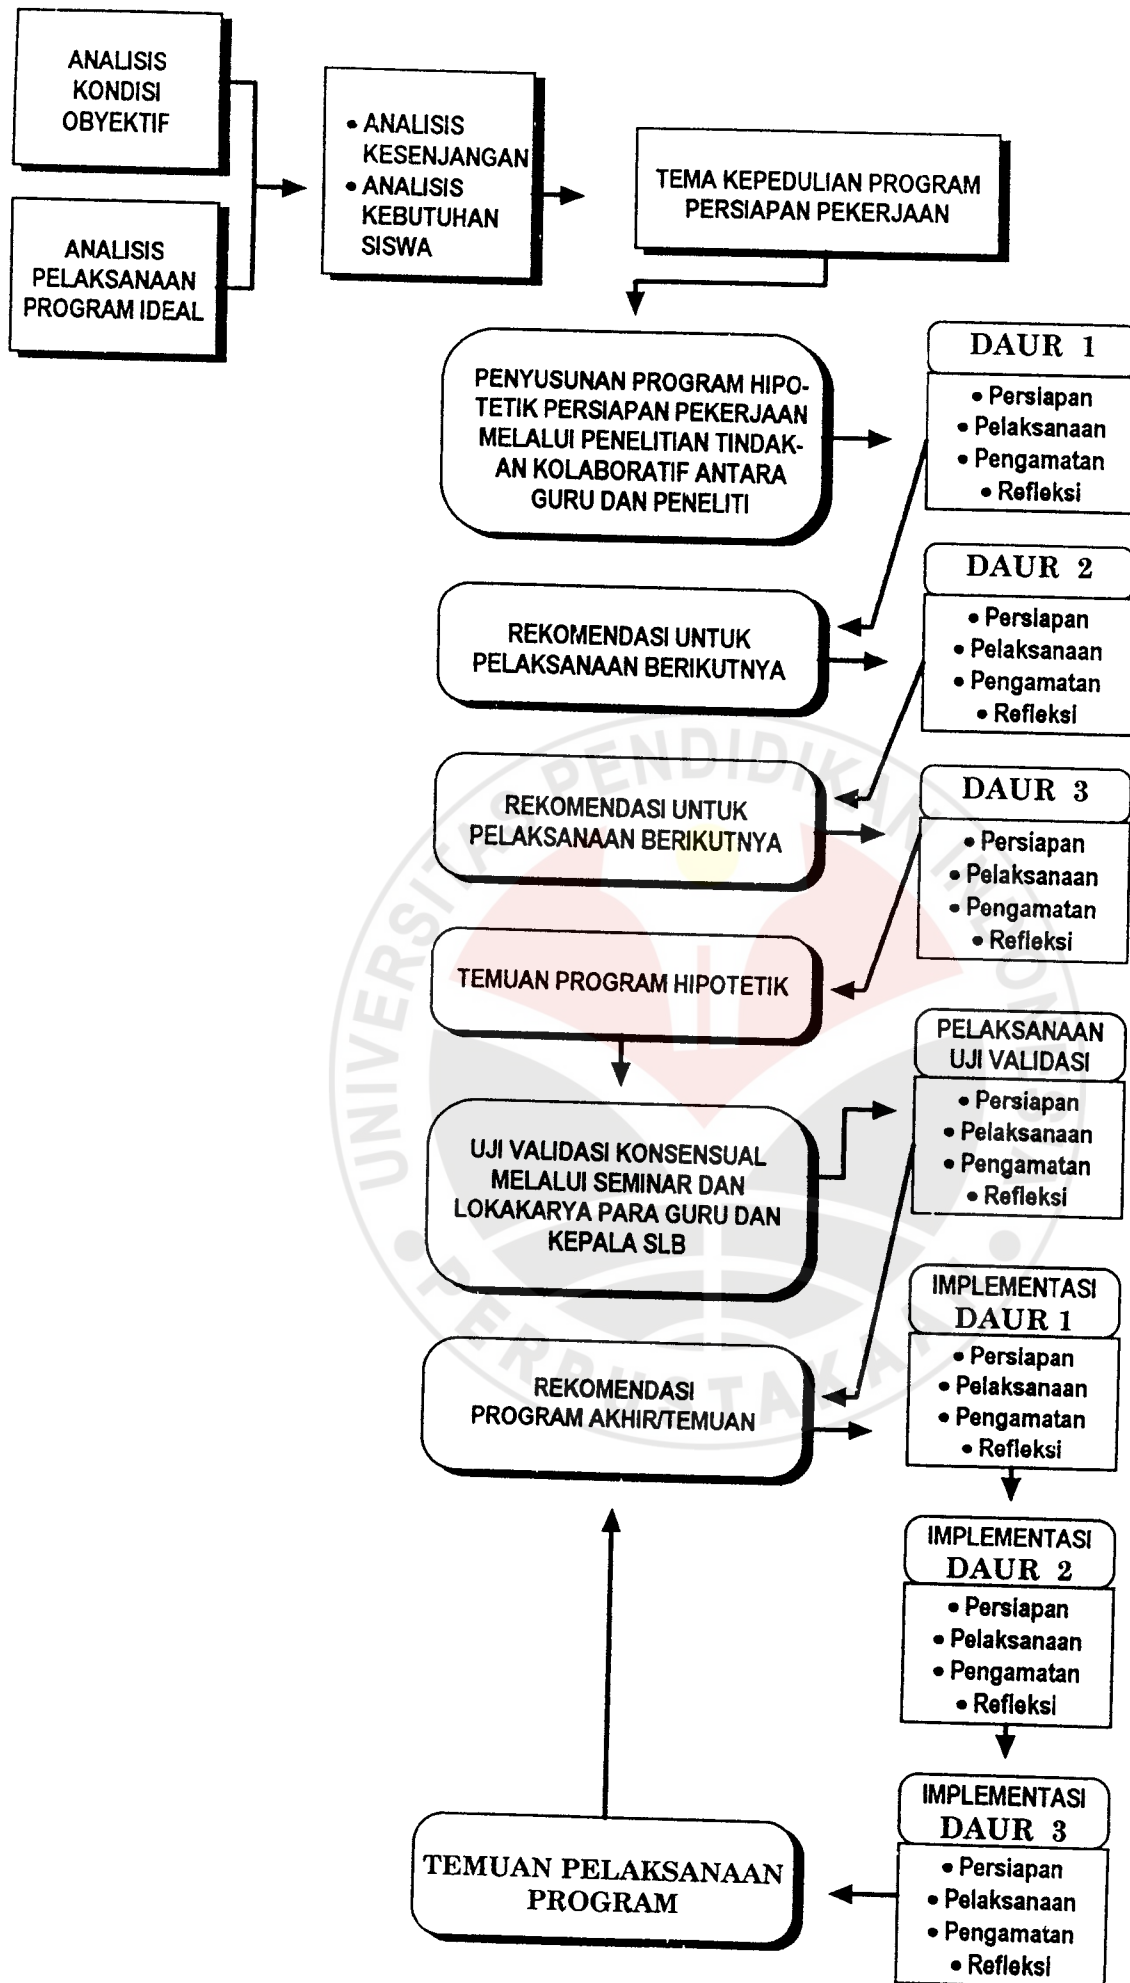 ANALISIS
KONDISI
OBYEKTIF
ANALISIS
PELAKSANAAN
PROGRAM IDEAL
• ANALISIS
KESENJANGAN
• ANALISIS
KEBUTUHAN
SISWA
TEMA KEPEDULIAN PROGRAM
PERSIAPAN PEKERJAAN
PENYUSUNAN PROGRAM HIPO-
TETIK PERSIAPAN PEKERJAAN
MELALUI PENELITIAN TINDAK-
AN KOLABORATIF ANTARA
GURU DAN PENELITI
DAUR 1
• Persiapan
• Pelaksanaan
• Pengamatan
• Refleksi
REKOMENDASI UNTUK
PELAKSANAAN BERIKUTNYA
DAUR 2
• Persiapan
• Pelaksanaan
• Pengamatan
• Refleksi
REKOMENDASI UNTUK
PELAKSANAAN BERIKUTNYA
DAUR 3
• Persiapan
• Pelaksanaan
• Pengamatan
• Refleksi
TEMUAN PROGRAM HIPOTETIK
UJI VALIDASI KONSENSUAL
MELALUI SEMINAR DAN
LOKAKARYA PARA GURU DAN
KEPALA SLB
PELAKSANAAN
UJI VALIDASI
• Persiapan
• Pelaksanaan
• Pengamatan
• Refleksi
REKOMENDASI
PROGRAM AKHIR/TEMUAN
IMPLEMENTASI
DAUR 1
• Persiapan
• Pelaksanaan
• Pengamatan
• Refleksi
IMPLEMENTASI
DAUR 2
• Persiapan
• Pelaksanaan
• Pengamatan
• Refleksi
IMPLEMENTASI
DAUR 3
• Persiapan
• Pelaksanaan
• Pengamatan
• Refleksi
TEMUAN PELAKSANAAN
PROGRAM
UNIVERSITAS PENDIDIKAN INDONESIA
PERPUSTAKAAN